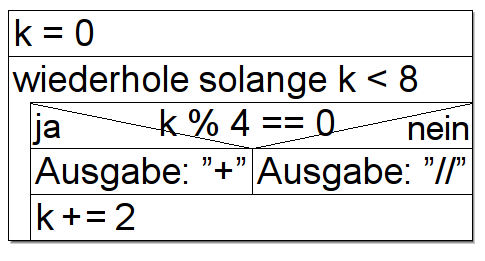 k = 0
wiederhole solange k < 8
ja k % 4 == 0 nein
Ausgabe: ”+” Ausgabe: ”//”
k += 2